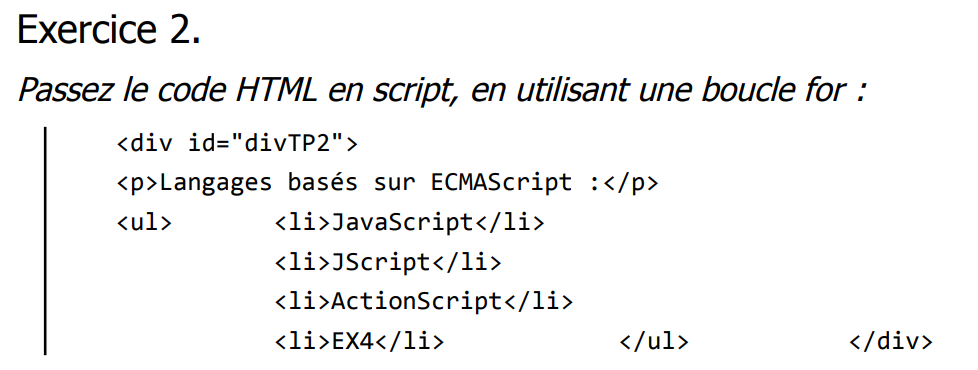 Exercice 2.
Passez le code HTML en script, en utilisant une boucle for :
<div id="divTP2">
<p>Langages basés sur ECMAScript :</p>
<ul> <li>JavaScript</li>
<li>JScript</li>
<li>ActionScript</li>
<li>EX4</li> </ul> </div>